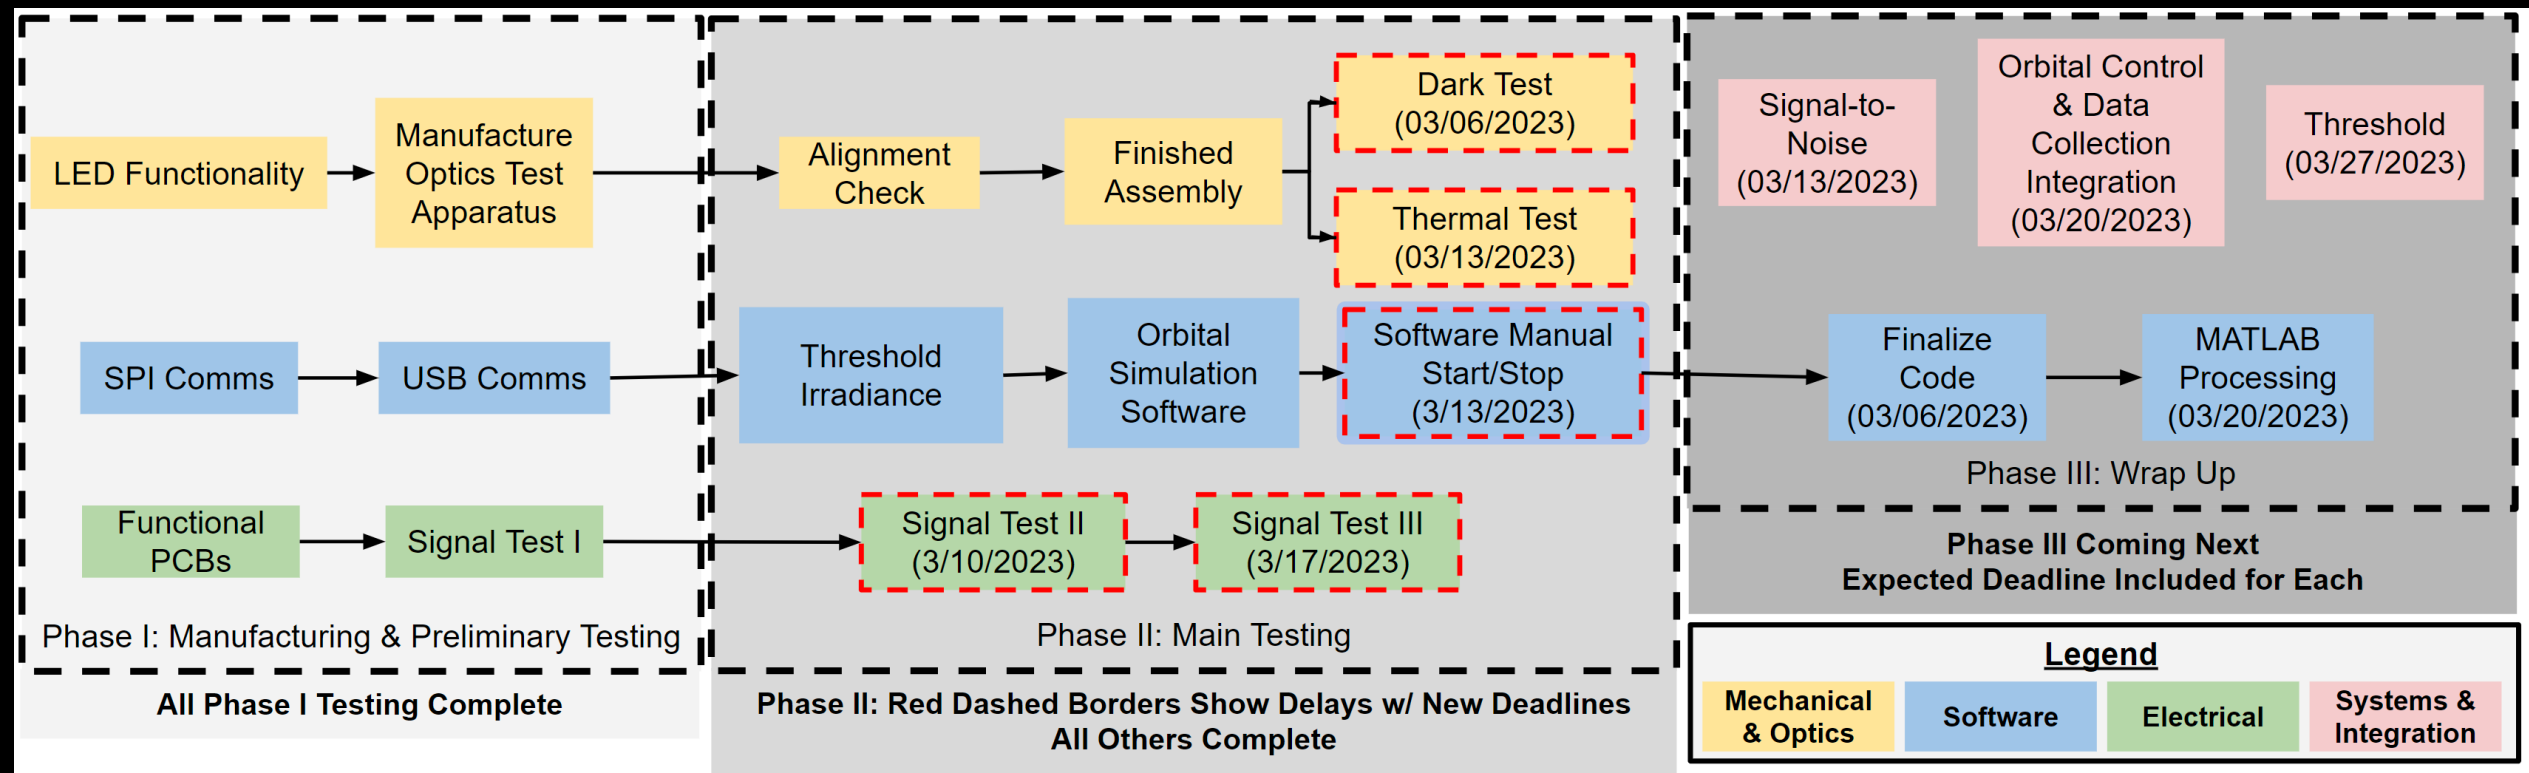 LED Functionality
Manufacture
Optics Test
Apparatus
SPI Comms
USB Comms
Functional
PCBs
Signal Test I
Phase I: Manufacturing & Preliminary Testing
All Phase I Testing Complete
Alignment
Check
Finished
Assembly
Dark Test
(03/06/2023)
Thermal Test
(03/13/2023)
Threshold
Irradiance
Orbital
Simulation
Software
Software Manual
Start/Stop
(3/13/2023)
Signal Test II
(3/10/2023)
Signal Test III
(3/17/2023)
Phase II: Main Testing
Phase II: Red Dashed Borders Show Delays w/ New Deadlines
All Others Complete
Signal-to-
Noise
(03/13/2023)
Orbital Control
& Data
Collection
Integration
(03/20/2023)
Threshold
(03/27/2023)
Finalize
Code
(03/06/2023)
MATLAB
Processing
(03/20/2023)
Phase III: Wrap Up
Phase III Coming Next
Expected Deadline Included for Each
Legend
Mechanical
& Optics
Software
Electrical
Systems &
Integration